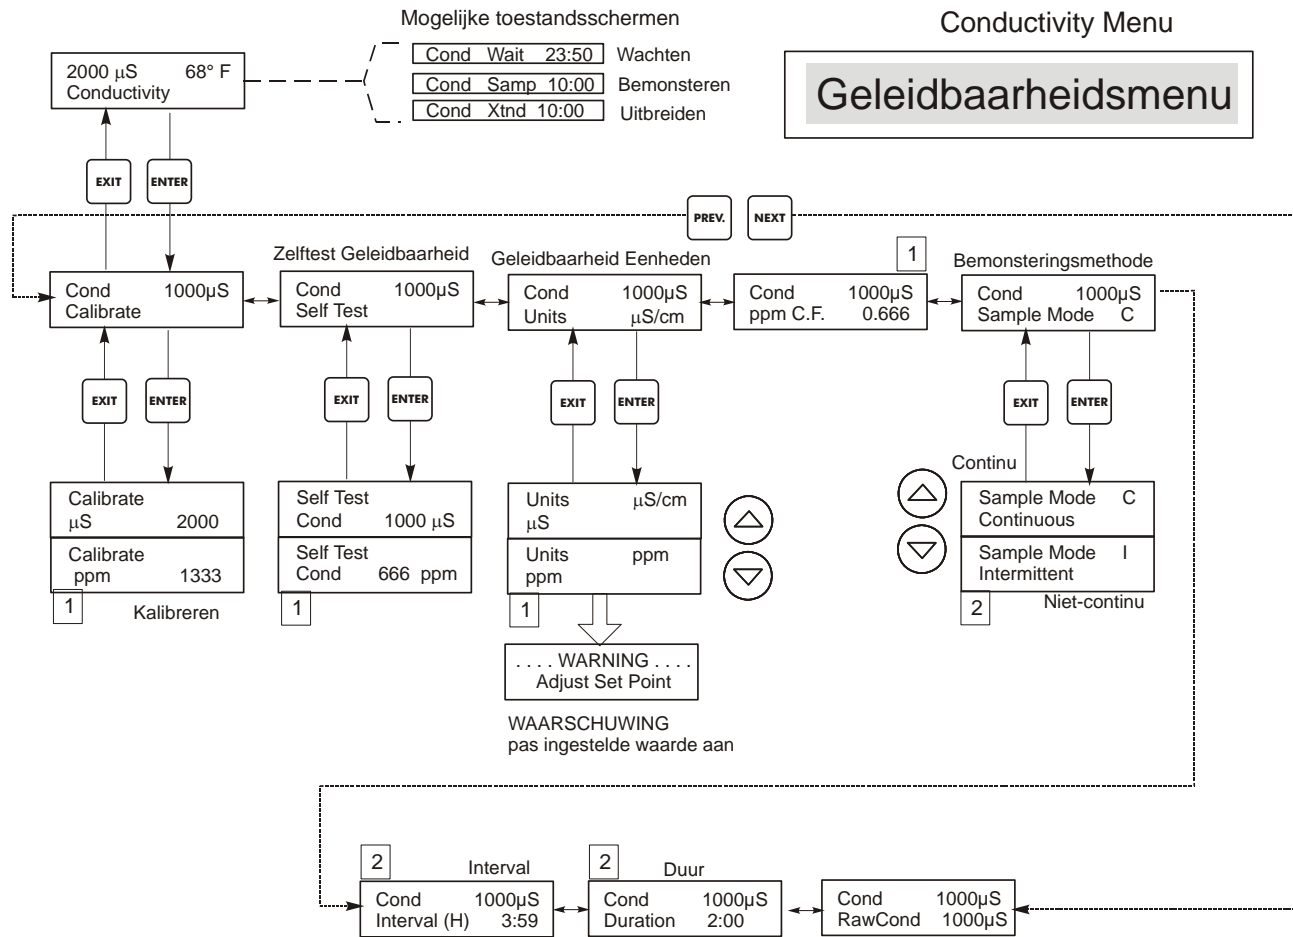 Mogelijke toestandsschermen
Conductivity Menu
Cond Wait 23:50 Wachten
Cond Samp 10:00 Bemonsteren
Cond Xtnd 10:00 Uitbreiden
2000 μS 68° F
Conductivity
Geleidbaarheidsmenu
EXIT ENTER
PREV. NEXT
Zelftest Geleidbaarheid
Geleidbaarheid Eenheden
1
Bemonsteringsmethode
Cond 1000μS
Calibrate
Cond 1000μS
Self Test
Cond 1000μS
Units μS/cm
Cond 1000μS
ppm C.F. 0.666
Cond 1000μS
Sample Mode C
EXIT ENTER
EXIT ENTER
EXIT ENTER
EXIT ENTER
Calibrate
μS 2000
Calibrate
ppm 1333
1
Kalibreren
Self Test
Cond 1000 μS
Self Test
Cond 666 ppm
1
Units μS/cm
μS
Units ppm
ppm
1
Continu
Sample Mode C
Continuous
Sample Mode I
Intermittent
2
Niet-continu
. . . . WARNING . . . .
Adjust Set Point
WAARSCHUWING
pas ingestelde waarde aan
2
Interval
Cond 1000μS
Interval (H) 3:59
2
Duur
Cond 1000μS
Duration 2:00
Cond 1000μS
RawCond 1000μS